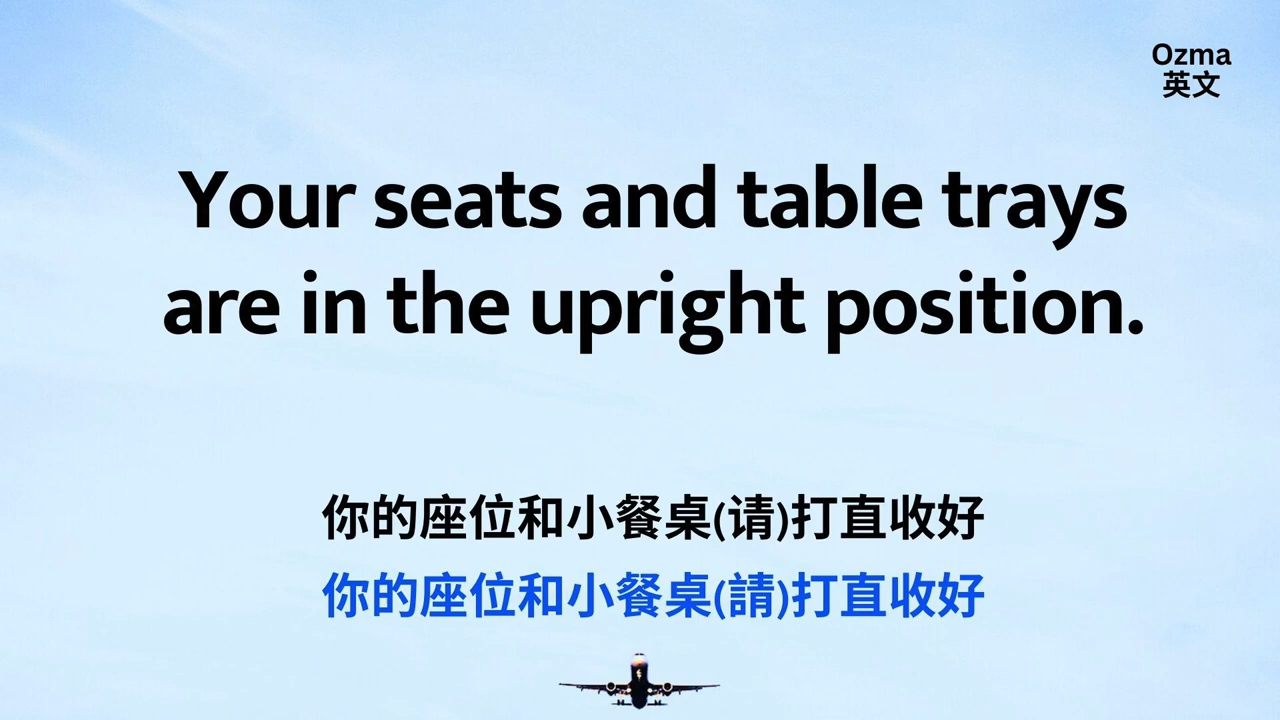 Ozma
英文
Your seats and table trays
are in the upright position.
你的座位和小餐桌(请)打直收好
你的座位和小餐桌(請)打直收好